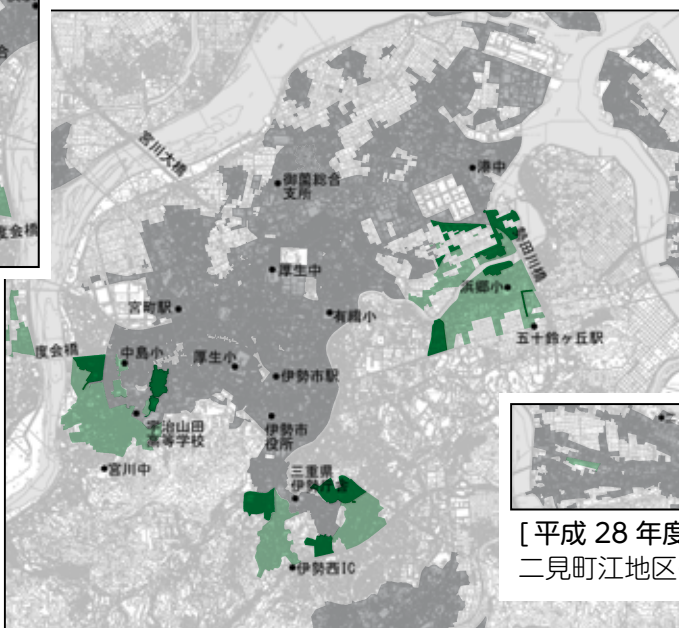 度会橋
宮川大橋
御薗総合
支所
港中
厚生中
勢田川橋
浜郷小
宮町駅
有緝小
五十鈴ヶ丘駅
度会橋
中島小
厚生小
伊勢市駅
宇治山田
高等学校
伊勢市
役所
宮川中
三重県
伊勢庁舎
伊勢西IC
[平成 28 年度
二見町江地区